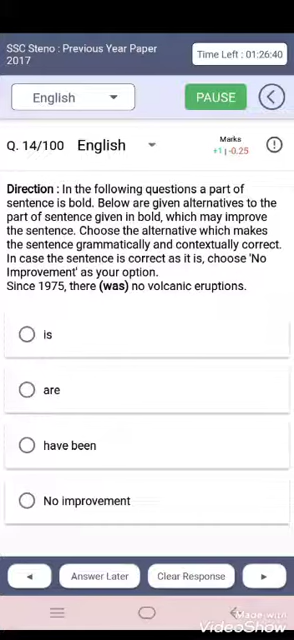 SSC Steno : Previous Year Paper
2017
Time Left : 01:26:40
English
PAUSE
Q. 14/100 English
Marks
+1 | -0.25
Direction : In the following questions a part of
sentence is bold. Below are given alternatives to the
part of sentence given in bold, which may improve
the sentence. Choose the alternative which makes
the sentence grammatically and contextually correct.
In case the sentence is correct as it is, choose 'No
Improvement' as your option.
Since 1975, there (was) no volcanic eruptions.
is
are
have been
No improvement
Answer Later
Clear Response
Made with
VideoShow